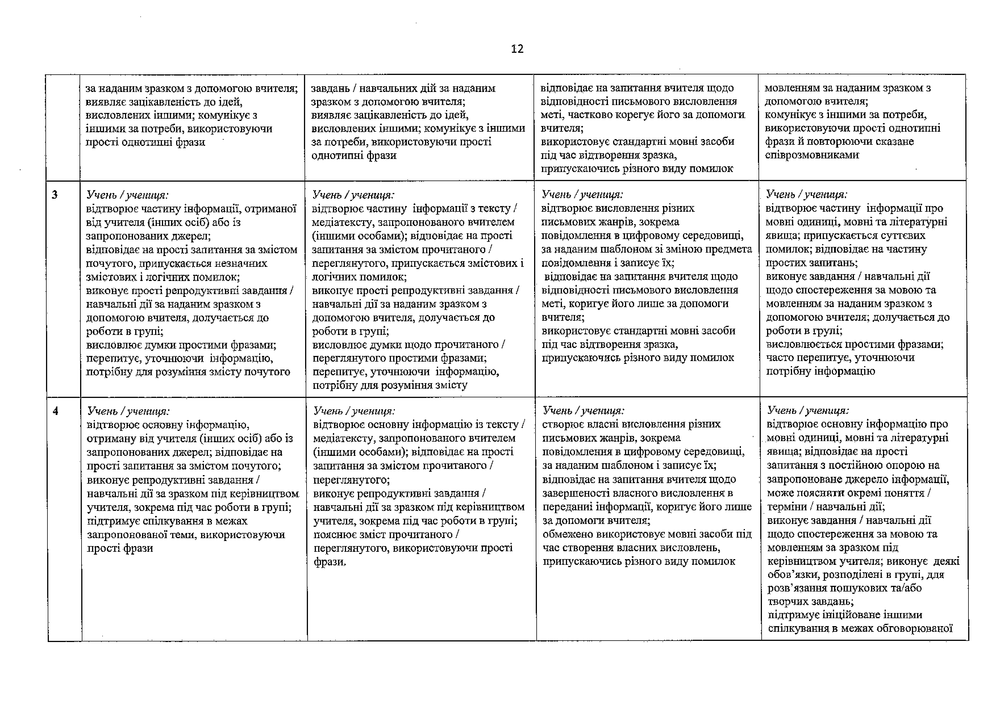 12
за наданим зразком з допомогою вчителя;
виявляє зацікавленість до ідей,
висловлених іншими; комунікує з
іншими за потреби, використовуючи
прості однотипні фрази
завдань / навчальних дій за наданим
зразком з допомогою вчителя;
виявляє зацікавленість до ідей,
висловлених іншими; комунікує з іншими
за потреби, використовуючи прості
однотипні фрази
відповідає на запитання вчителя щодо
відповідності письмового висловлення
меті, частково корегує його за допомоги
вчителя;
використовує стандартні мовні засоби
під час відтворення зразка,
припускаючись різного виду помилок
мовленням за наданим зразком з
допомогою вчителя;
комунікує з іншими за потреби,
використовуючи прості однотипні
фрази й повторюючи сказане
співрозмовниками
3
Учень / учениця:
відтворює частину інформації, отриманої
від учителя (інших осіб) або із
запропонованих джерел;
відповідає на прості запитання за змістом
почутого, припускається незначних
змістових і логічних помилок;
виконує прості репродуктивні завдання /
навчальні дії за наданим зразком з
допомогою вчителя, долучається до
роботи в групі;
висловлює думки простими фразами;
перепитує, уточнюючи інформацію,
потрібну для розуміння змісту почутого
Учень / учениця:
відтворює частину інформації з тексту /
медіатексту, запропонованого вчителем
(іншими особами); відповідає на прості
запитання за змістом прочитаного /
переглянутого, припускається змістових і
логічних помилок;
виконує прості репродуктивні завдання /
навчальні дії за наданим зразком з
допомогою вчителя, долучається до
роботи в групі;
висловлює думки щодо прочитаного /
переглянутого простими фразами;
перепитує, уточнюючи інформацію,
потрібну для розуміння змісту
Учень / учениця:
відтворює висловлення різних
письмових жанрів, зокрема
повідомлення в цифровому середовищі,
за наданим шаблоном зі зміною предмета
повідомлення і записує їх;
відповідає на запитання вчителя щодо
відповідності письмового висловлення
меті, коригує його лише за допомоги
вчителя;
використовує стандартні мовні засоби
під час відтворення зразка,
припускаючись різного виду помилок
Учень / учениця:
відтворює частину інформації про
мовні одиниці, мовні та літературні
явища; припускається суттєвих
помилок; відповідає на частину
простих запитань;
виконує завдання / навчальні дії
щодо спостереження за мовою та
мовленням за наданим зразком з
допомогою вчителя; долучається до
роботи в групі;
висловлюється простими фразами;
часто перепитує, уточнюючи
потрібну інформацію
4
Учень / учениця:
відтворює основну інформацію,
отриману від учителя (інших осіб) або із
запропонованих джерел; відповідає на
прості запитання за змістом почутого;
виконує репродуктивні завдання /
навчальні дії за зразком під керівництвом
учителя, зокрема під час роботи в групі;
підтримує спілкування в межах
запропонованої теми, використовуючи
прості фрази
Учень / учениця:
відтворює основну інформацію із тексту /
медіатексту, запропонованого вчителем
(іншими особами); відповідає на прості
запитання за змістом прочитаного /
переглянутого;
виконує репродуктивні завдання /
навчальні дії за зразком під керівництвом
учителя, зокрема під час роботи в групі;
пояснює зміст прочитаного /
переглянутого, використовуючи прості
фрази.
Учень / учениця:
створює власні висловлення різних
письмових жанрів, зокрема
повідомлення в цифровому середовищі,
за наданим шаблоном і записує їх;
відповідає на запитання вчителя щодо
завершеності власного висловлення в
переданні інформації, коригує його лише
за допомоги вчителя;
обмежено використовує мовні засоби під
час створення власних висловлень,
припускаючись різного виду помилок
Учень / учениця:
відтворює основну інформацію про
мовні одиниці, мовні та літературні
явища; відповідає на прості
запитання з постійною опорою на
запропоноване джерело інформації,
може пояснити окремі поняття /
терміни / навчальні дії;
виконує завдання / навчальні дії
щодо спостереження за мовою та
мовленням за зразком під
керівництвом учителя; виконує деякі
обов’язки, розподілені в групі, для
розв’язання пошукових та/або
творчих завдань;
підтримує ініційоване іншими
спілкування в межах обговорюваної